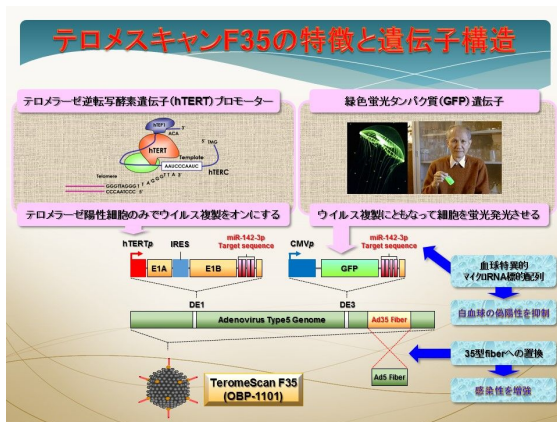 テロメスキャンF35の特徴と遺伝子構造
テロメラーゼ逆転写酵素遺伝子(hTERT)プロモーター
緑色蛍光タンパク質(GFP)遺伝子
hTEP1
3'
ACA
hTERT
5'
TMG
Template
AAUCCCAAUC
hTERC
Telomere
GGGTTAGGGTTAGGGTTA
CCCAATCCC
テロメラーゼ陽性細胞のみでウイルス複製をオンにする
ウイルス複製にともなって細胞を蛍光発光させる
hTERTp
IRES
miR-142-3p
Target sequence
CMVp
miR-142-3p
Target sequence
E1A
E1B
GFP
血球特異的
マイクロRNA標的配列
白血球の偽陽性を抑制
DE1
DE3
Adenovirus Type5 Genome
Ad35 Fiber
35型fiberへの置換
Ad5 Fiber
感染性を増強
TeromeScan F35
(OBP-1101)